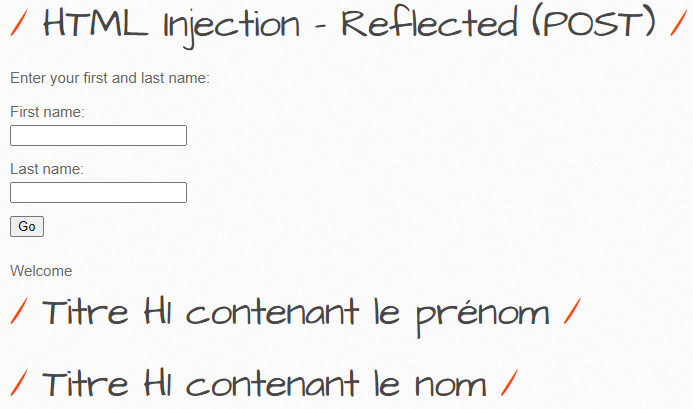 / HTML Injection - Reflected (POST) /
Enter your first and last name:
First name:
Last name:
Go
Welcome
/ Titre H1 contenant le prénom /
/ Titre H1 contenant le nom /